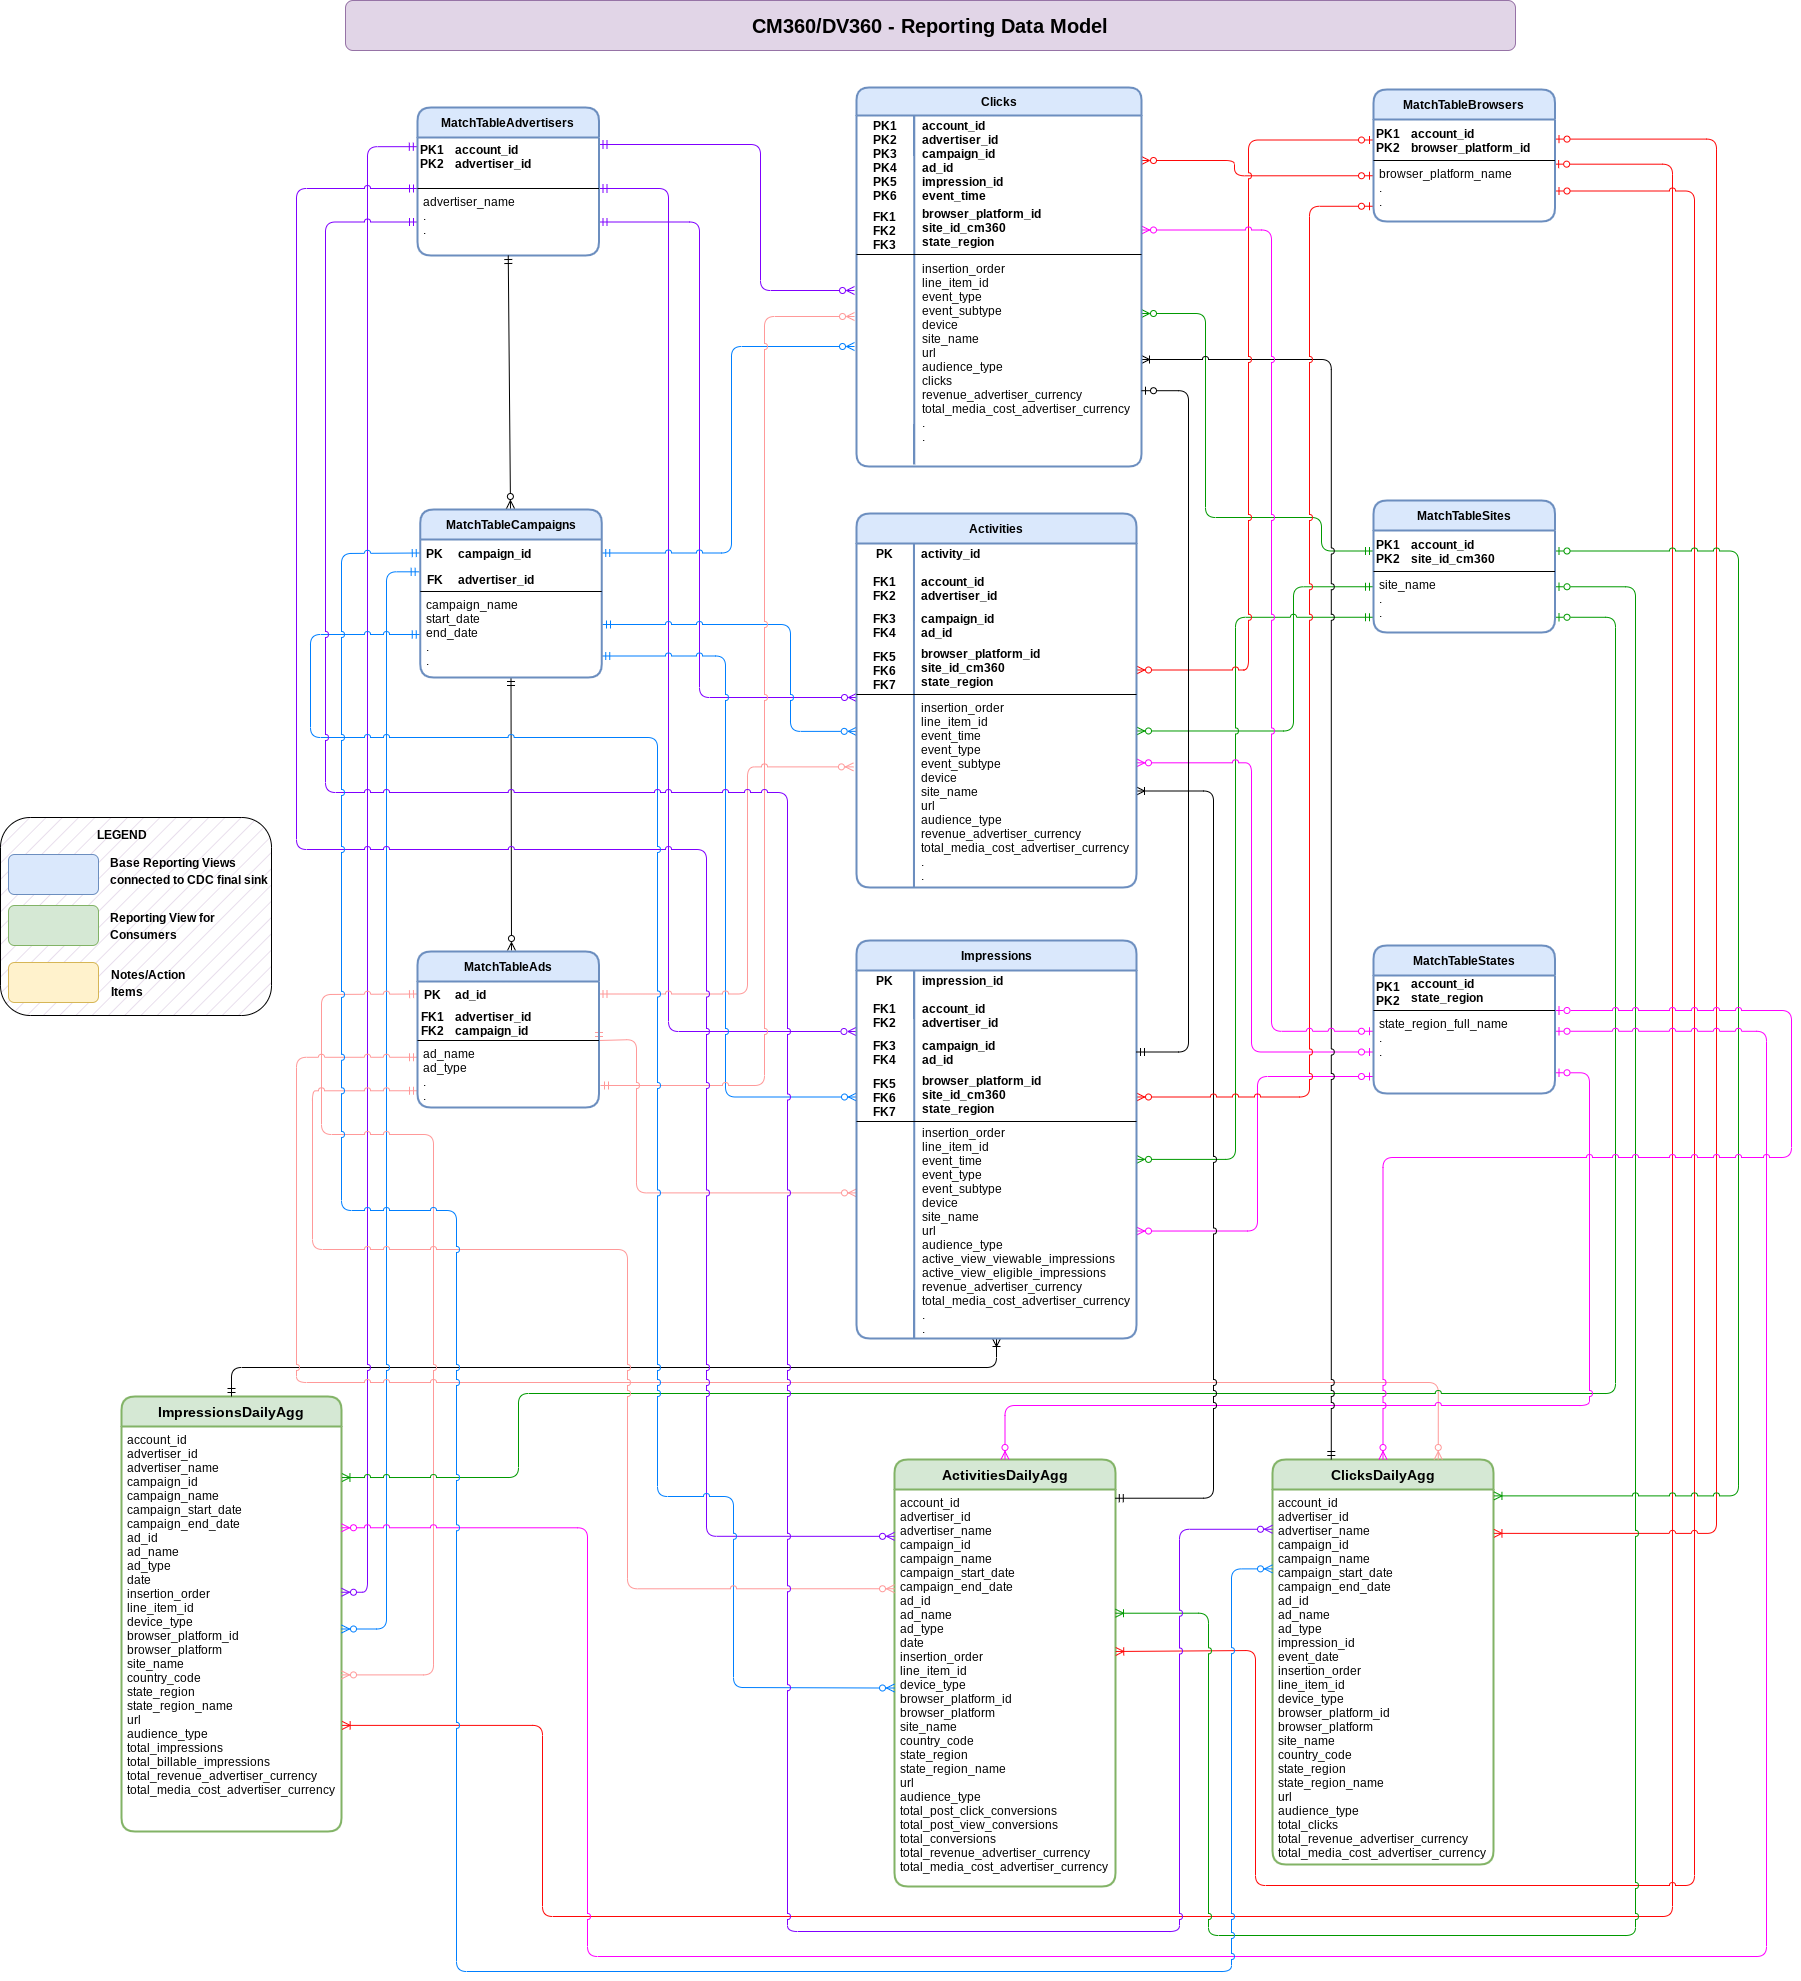 CM360/DV360 - Reporting Data Model
MatchTableAdvertisers
PK1 account_id
PK2 advertiser_id
advertiser_name
.
.
Clicks
PK1 account_id
PK2 advertiser_id
PK3 campaign_id
PK4 ad_id
PK5 impression_id
PK6 event_time
FK1 browser_platform_id
FK2 site_id_cm360
FK3 state_region
insertion_order
line_item_id
event_type
event_subtype
device
site_name
url
audience_type
clicks
revenue_advertiser_currency
total_media_cost_advertiser_currency
.
.
MatchTableBrowsers
PK1 account_id
PK2 browser_platform_id
browser_platform_name
.
.
MatchTableCampaigns
PK campaign_id
FK advertiser_id
campaign_name
start_date
end_date
.
.
Activities
PK activity_id
FK1 account_id
FK2 advertiser_id
FK3 campaign_id
FK4 ad_id
FK5 browser_platform_id
FK6 site_id_cm360
FK7 state_region
insertion_order
line_item_id
event_time
event_type
event_subtype
device
site_name
url
audience_type
revenue_advertiser_currency
total_media_cost_advertiser_currency
.
.
MatchTableSites
PK1 account_id
PK2 site_id_cm360
site_name
.
.
LEGEND
Base Reporting Views
connected to CDC final sink
Reporting View for
Consumers
Notes/Action
Items
MatchTableAds
PK ad_id
FK1 advertiser_id
FK2 campaign_id
ad_name
ad_type
.
.
Impressions
PK impression_id
FK1 account_id
FK2 advertiser_id
FK3 campaign_id
FK4 ad_id
FK5 browser_platform_id
FK6 site_id_cm360
FK7 state_region
insertion_order
line_item_id
event_time
event_type
event_subtype
device
site_name
url
audience_type
active_view_viewable_impressions
active_view_eligible_impressions
revenue_advertiser_currency
total_media_cost_advertiser_currency
.
.
MatchTableStates
PK1 account_id
PK2 state_region
state_region_full_name
.
.
ImpressionsDailyAgg
account_id
advertiser_id
advertiser_name
campaign_id
campaign_name
campaign_start_date
campaign_end_date
ad_id
ad_name
ad_type
date
insertion_order
line_item_id
device_type
browser_platform_id
browser_platform
site_name
country_code
state_region
state_region_name
url
audience_type
total_impressions
total_billable_impressions
total_revenue_advertiser_currency
total_media_cost_advertiser_currency
ActivitiesDailyAgg
account_id
advertiser_id
advertiser_name
campaign_id
campaign_name
campaign_start_date
campaign_end_date
ad_id
ad_name
ad_type
date
insertion_order
line_item_id
device_type
browser_platform_id
browser_platform
site_name
country_code
state_region
state_region_name
url
audience_type
total_post_click_conversions
total_post_view_conversions
total_conversions
total_revenue_advertiser_currency
total_media_cost_advertiser_currency
ClicksDailyAgg
account_id
advertiser_id
advertiser_name
campaign_id
campaign_name
campaign_start_date
campaign_end_date
ad_id
ad_name
ad_type
impression_id
event_date
insertion_order
line_item_id
device_type
browser_platform_id
browser_platform
site_name
country_code
state_region
state_region_name
url
audience_type
total_clicks
total_revenue_advertiser_currency
total_media_cost_advertiser_currency